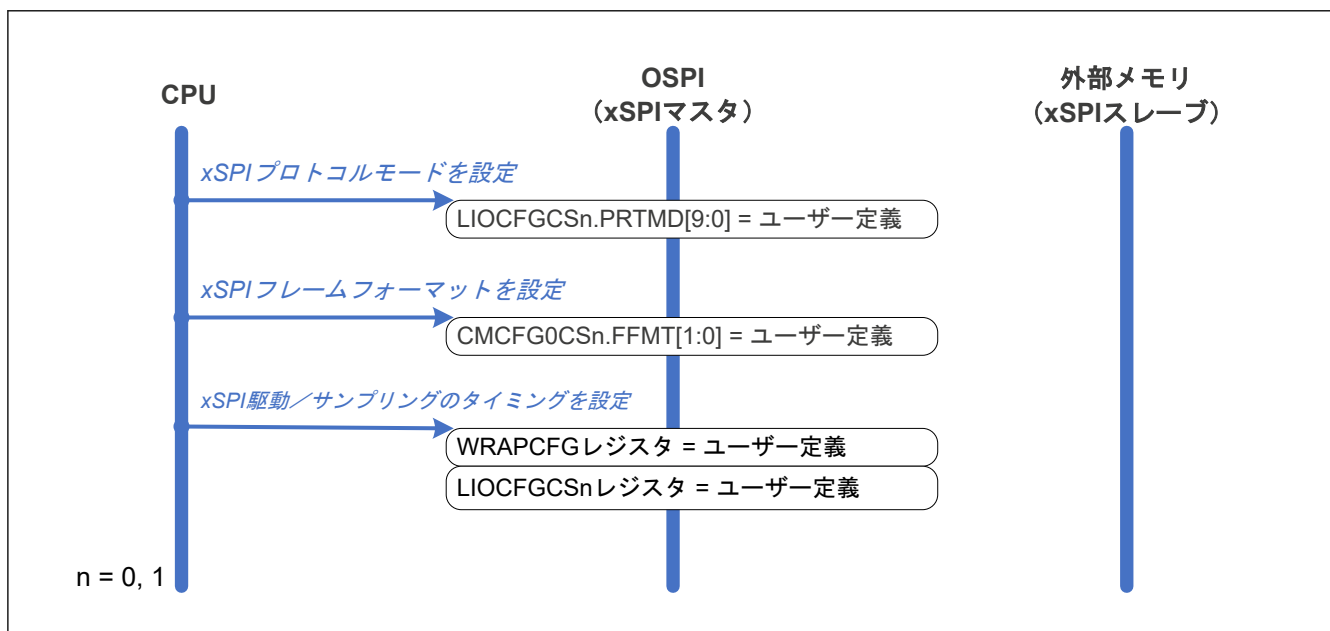 CPU
OSPI
（xSPIマスタ）
外部メモリ
（xSPIスレーブ）
xSPIプロトコルモードを設定
LIOCFGCSn.PRTMD[9:0] = ユーザー定義
xSPIフレームフォーマットを設定
CMCFG0CSn.FFMT[1:0] = ユーザー定義
xSPI駆動／サンプリングのタイミングを設定
WRAPCFGレジスタ = ユーザー定義
LIOCFGCSnレジスタ = ユーザー定義
n = 0, 1